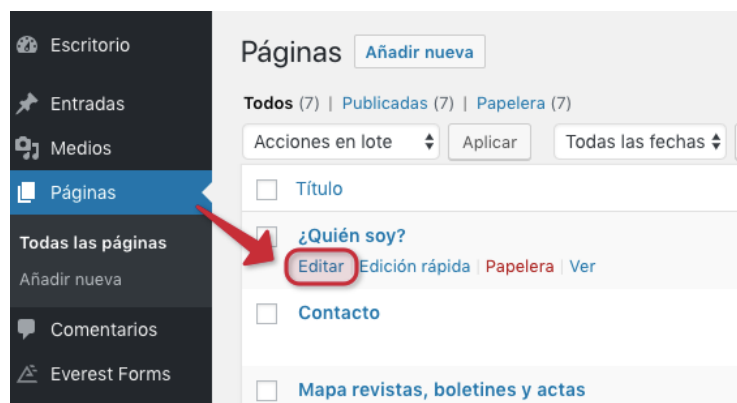 Escritorio
Entradas
Medios
Páginas
Todas las páginas
Añadir nueva
Comentarios
Everest Forms
Páginas Añadir nueva
Todos (7) | Publicadas (7) | Papelera (7)
Acciones en lote Aplicar Todas las fechas
Título
¿Quién soy?
Editar Edición rápida | Papelera | Ver
Contacto
Mapa revistas, boletines y actas